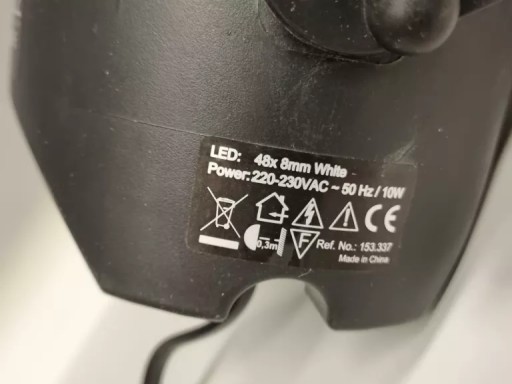 LED: 48x 8mm White
Power: 220-230VAC ~ 50 Hz / 10W
CE
0,3m F Ref. No.: 153.337
Made in China